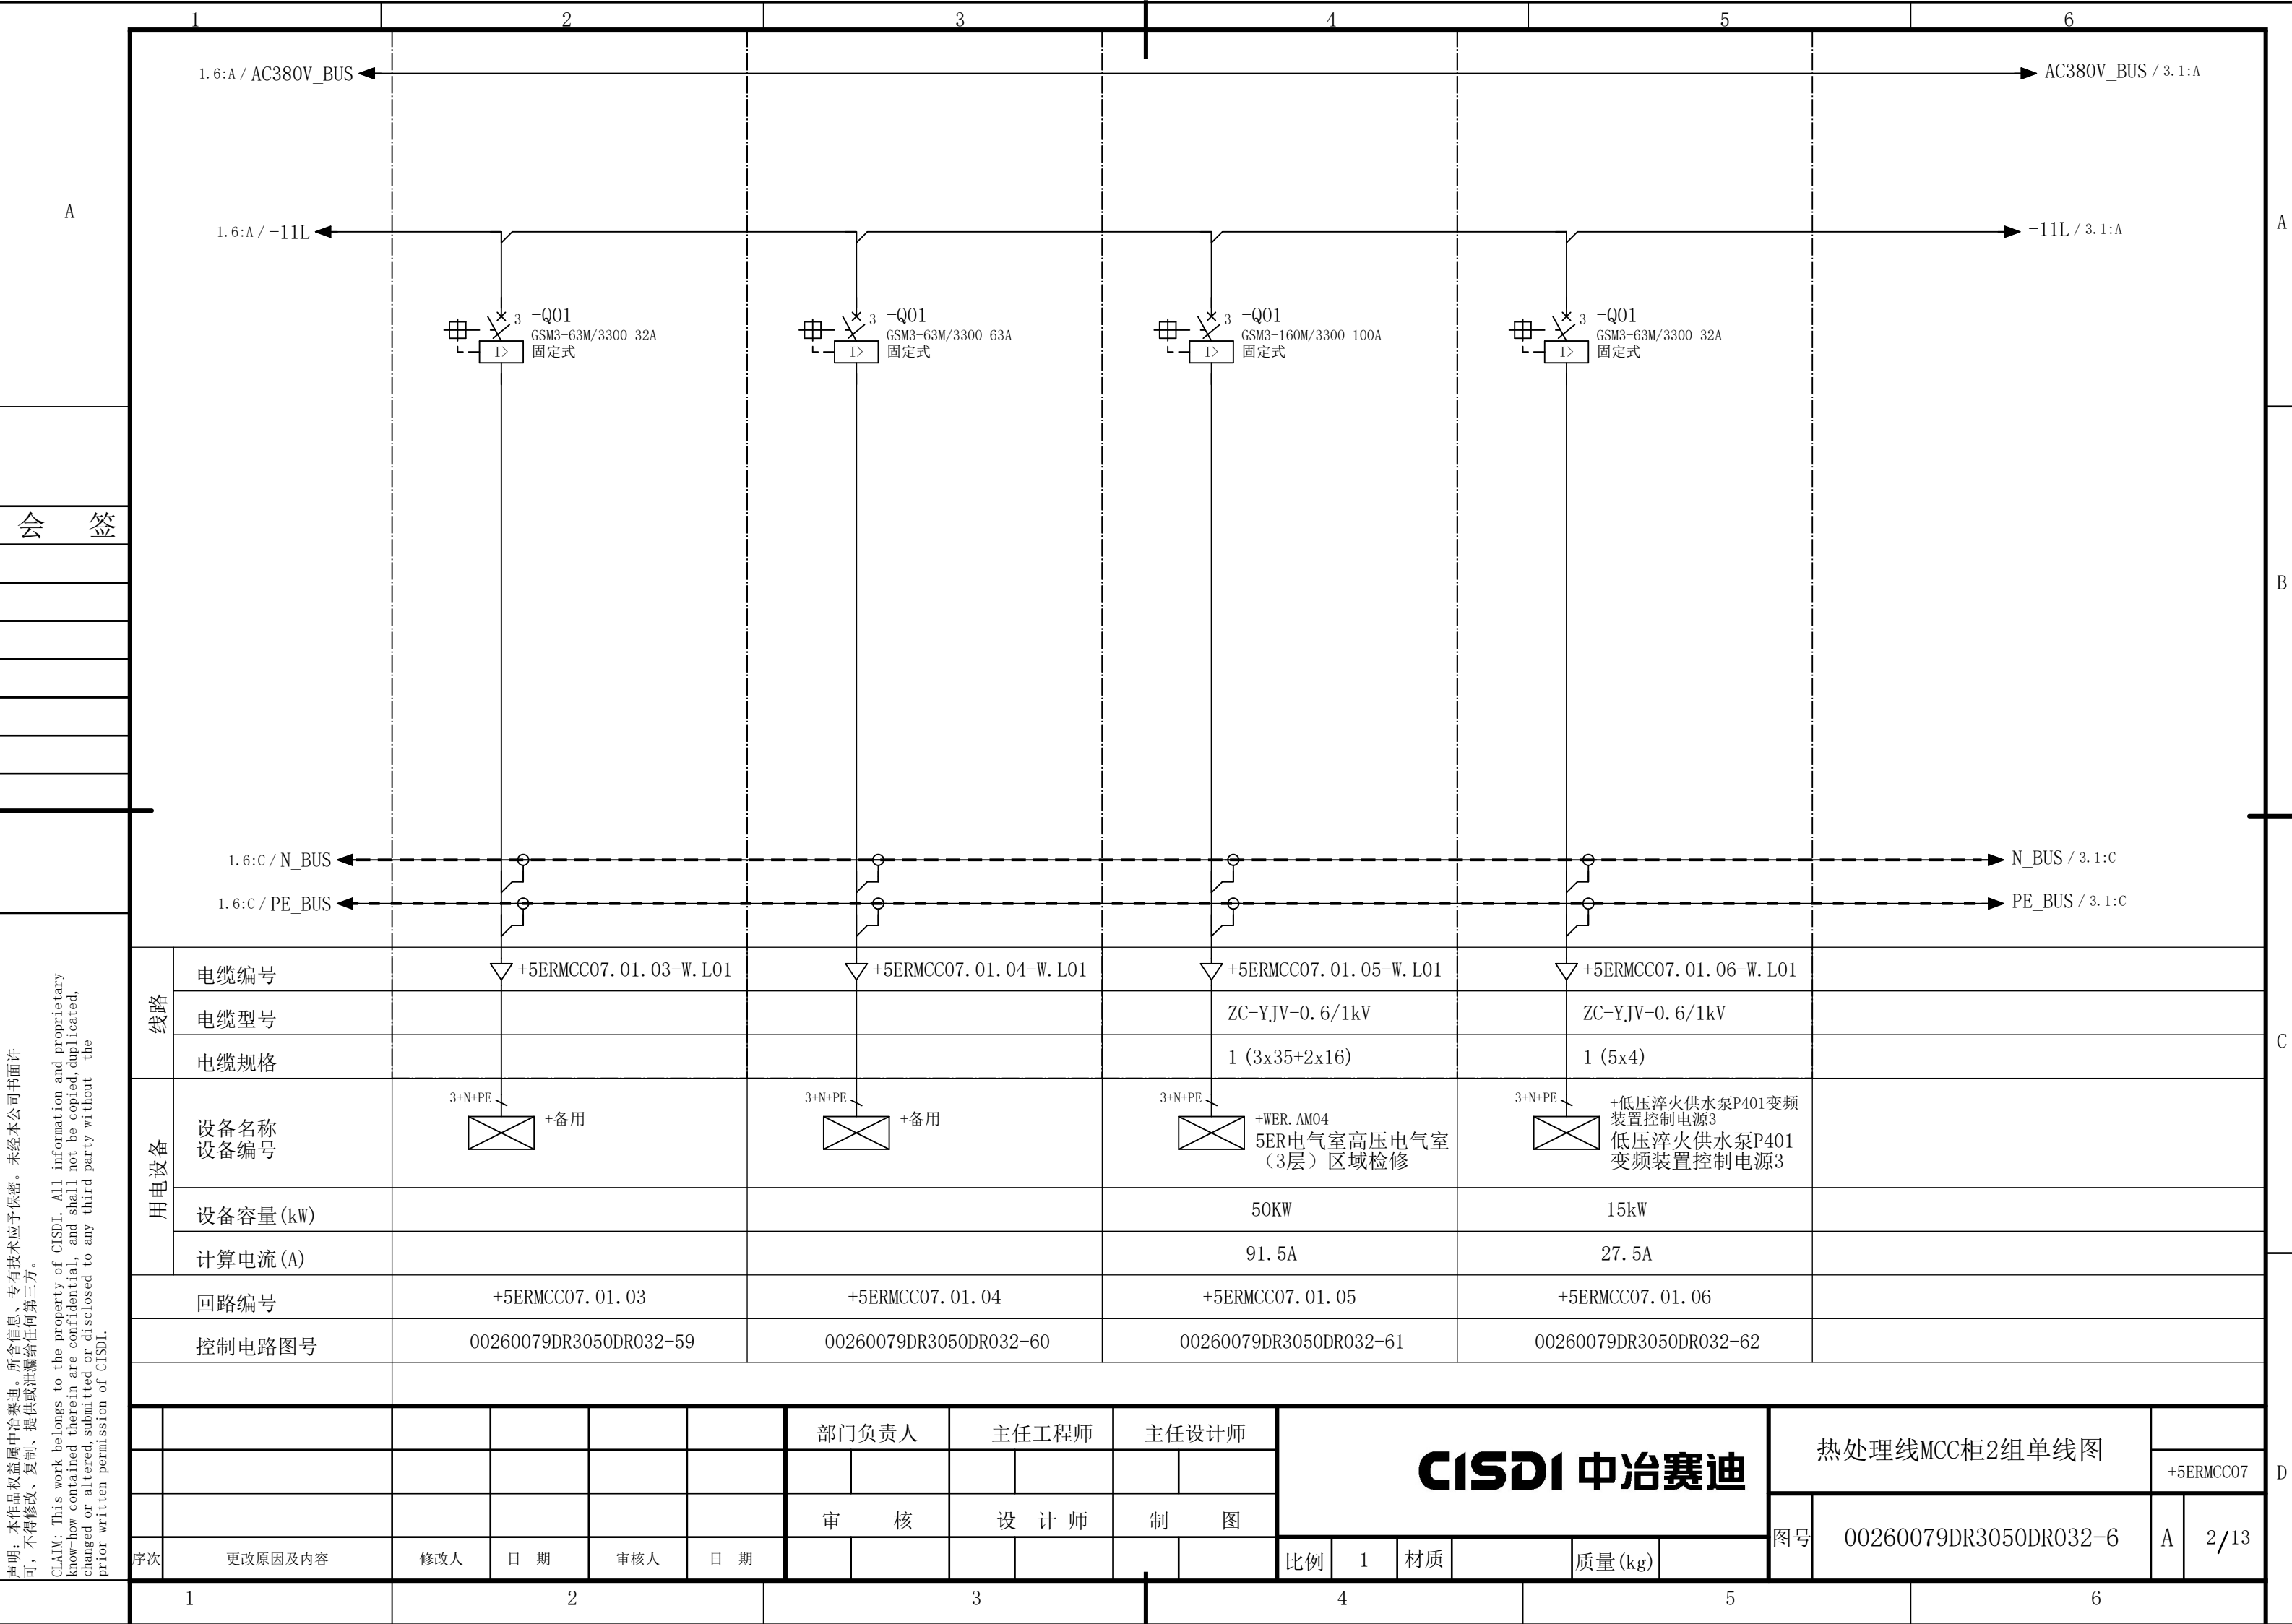 1 2 3 4 5 6
1.6:A / AC380V_BUS
AC380V_BUS / 3.1:A
A
A
1.6:A / -11L
-11L / 3.1:A
3 -Q01
GSM3-63M/3300 32A
固定式
I>
3 -Q01
GSM3-63M/3300 63A
固定式
I>
3 -Q01
GSM3-160M/3300 100A
固定式
I>
3 -Q01
GSM3-63M/3300 32A
固定式
I>
会 签
B
1.6:C / N_BUS
N_BUS / 3.1:C
1.6:C / PE_BUS
PE_BUS / 3.1:C
C
线路
电缆编号 +5ERMCC07.01.03-W.L01 +5ERMCC07.01.04-W.L01 +5ERMCC07.01.05-W.L01 +5ERMCC07.01.06-W.L01
电缆型号 ZC-YJV-0.6/1kV ZC-YJV-0.6/1kV
电缆规格 1 (3x35+2x16) 1 (5x4)
用电设备
设备名称
设备编号
3+N+PE
+备用
3+N+PE
+备用
3+N+PE
+WER.AM04
5ER电气室高压电气室
（3层）区域检修
3+N+PE
+低压淬火供水泵P401变频
装置控制电源3
低压淬火供水泵P401
变频装置控制电源3
设备容量(kW) 50KW 15kW
计算电流(A) 91.5A 27.5A
回路编号 +5ERMCC07.01.03 +5ERMCC07.01.04 +5ERMCC07.01.05 +5ERMCC07.01.06
控制电路图号 00260079DR3050DR032-59 00260079DR3050DR032-60 00260079DR3050DR032-61 00260079DR3050DR032-62
声明：本作品权益属中冶赛迪。所含信息、专有技术应予保密。未经本公司书面许
可，不得修改、复制、提供或泄漏给任何第三方。
CLAIM: This work belongs to the property of CISDI. All information and proprietary
know-how contained therein are confidential, and shall not be copied,duplicated,
changed or altered,submitted or disclosed to any third party without the
prior written permission of CISDI.
序次 更改原因及内容 修改人 日 期 审核人 日 期
部门负责人 主任工程师 主任设计师
审 核 设 计 师 制 图
CISDI 中冶赛迪
比例 1 材质 质量(kg)
热处理线MCC柜2组单线图
+5ERMCC07
D
图号 00260079DR3050DR032-6 A 2/13
1 2 3 4 5 6